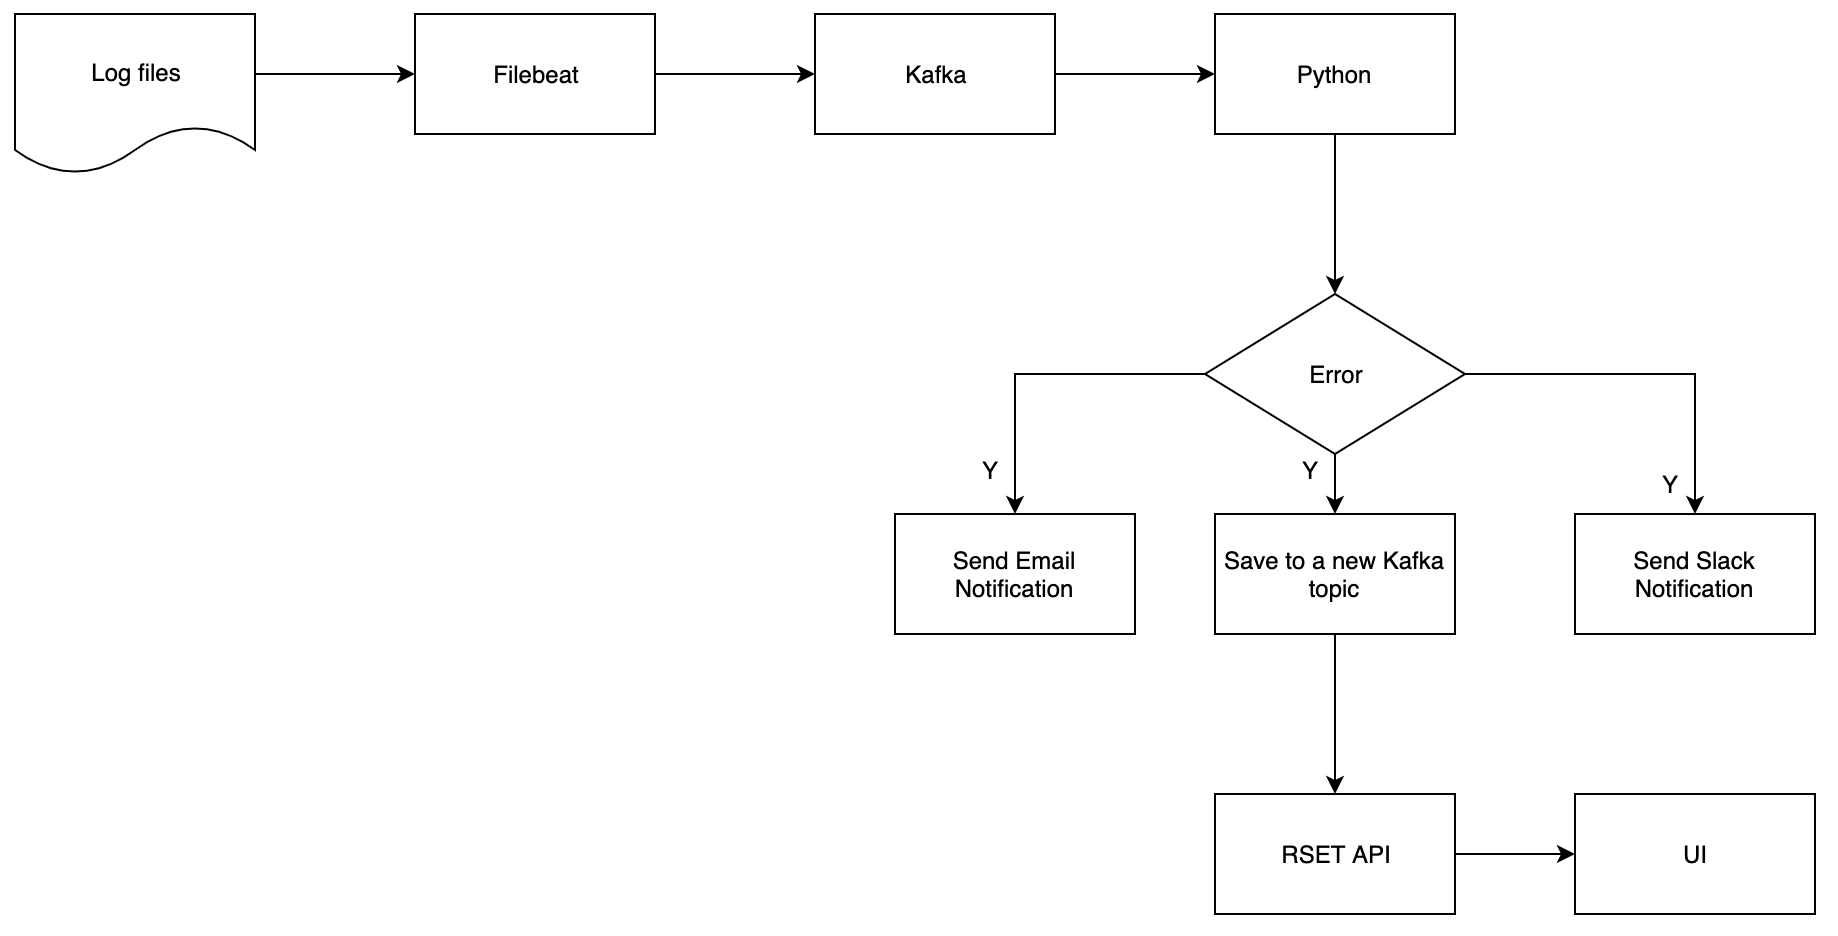 Log files
Filebeat
Kafka
Python
Error
Y
Y
Y
Send Email
Notification
Save to a new Kafka
topic
Send Slack
Notification
RSET API
UI